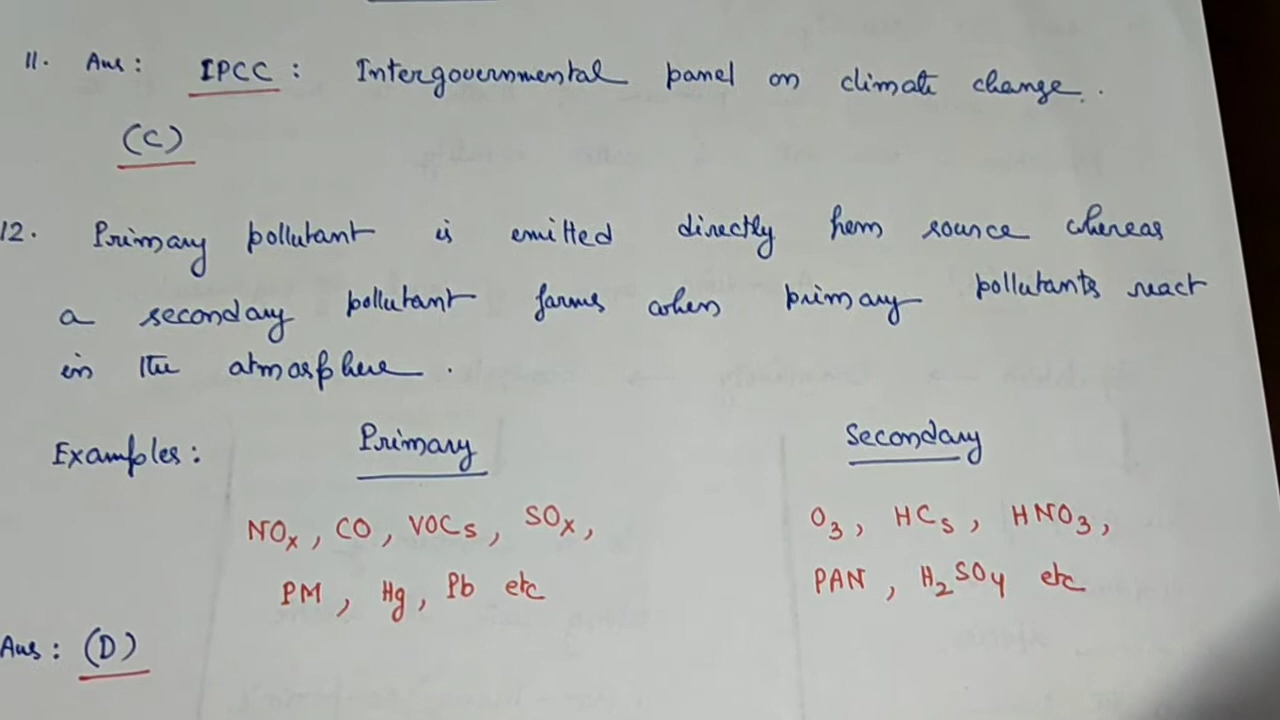 11. Ans: IPCC: Intergovernmental panel on climate change.
(C)
12. Primary pollutant is emitted directly from source whereas
a secondary pollutant forms when primary pollutants react
in the atmosphere.
Examples: Primary Secondary
NOx, CO, VOCs, SOx, O3, HCs, HNO3,
PM, Hg, Pb etc PAN, H2SO4 etc
Ans: (D)